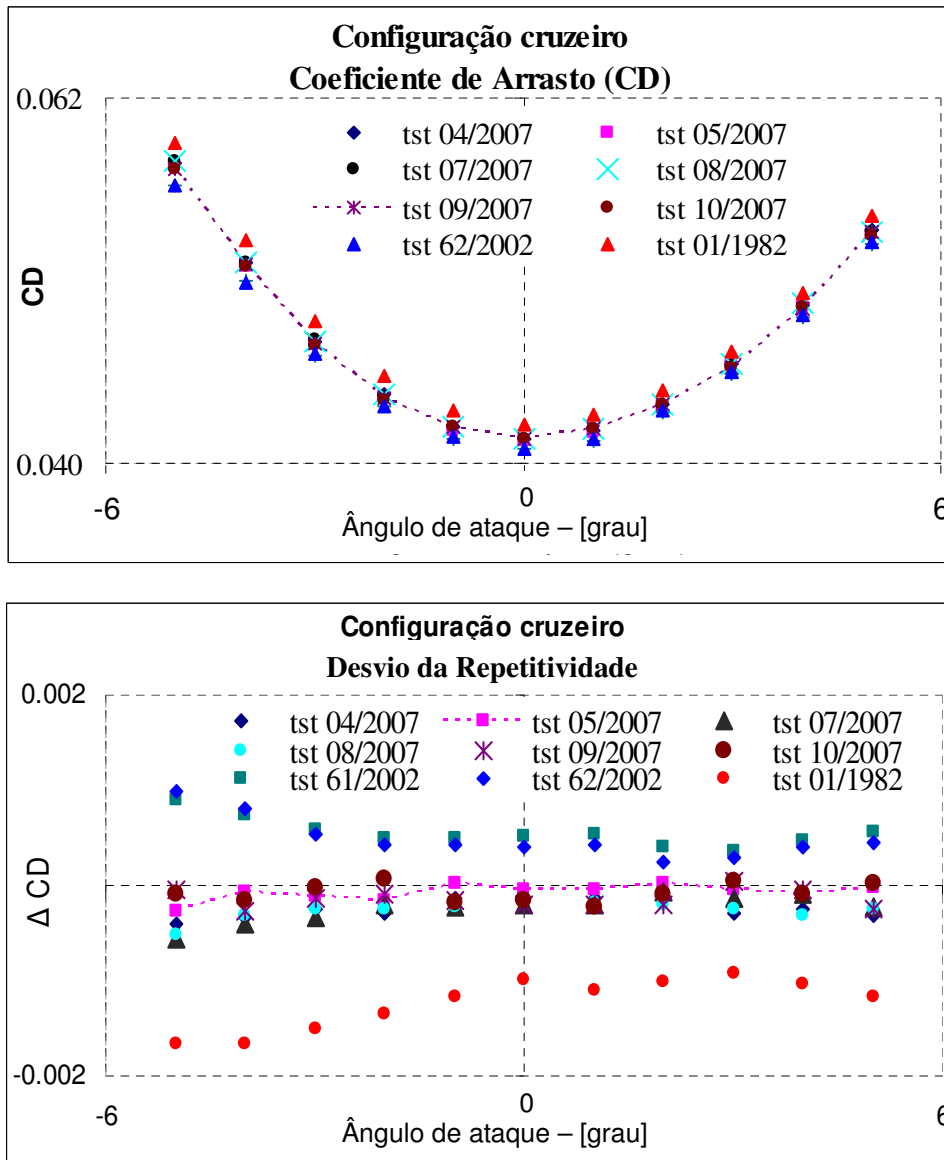 Configuração cruzeiro
Coeficiente de Arrasto (CD)
0.062
tst 04/2007 tst 05/2007
tst 07/2007 tst 08/2007
tst 09/2007 tst 10/2007
tst 62/2002 tst 01/1982
CD
0.040
-6 0 6
Ângulo de ataque – [grau]
Configuração cruzeiro
Desvio da Repetitividade
0.002
tst 04/2007 tst 05/2007 tst 07/2007
tst 08/2007 tst 09/2007 tst 10/2007
tst 61/2002 tst 62/2002 tst 01/1982
Δ CD
-0.002
-6 0 6
Ângulo de ataque – [grau]